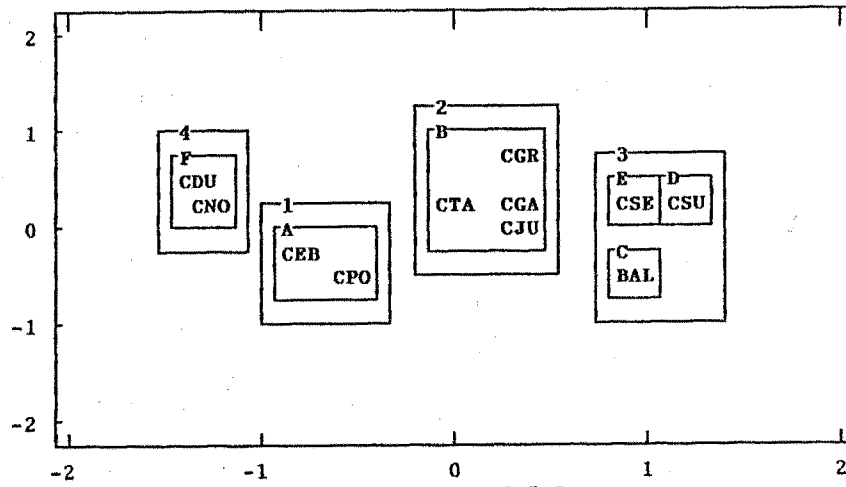 2
2
4
B
1
F
CGR
3
CDU
E D
CNO
1
CTA CGA
CSE CSU
0
A
CJU
CEB
C
CPO
BAL
-1
-2
-2 -1 0 1 2